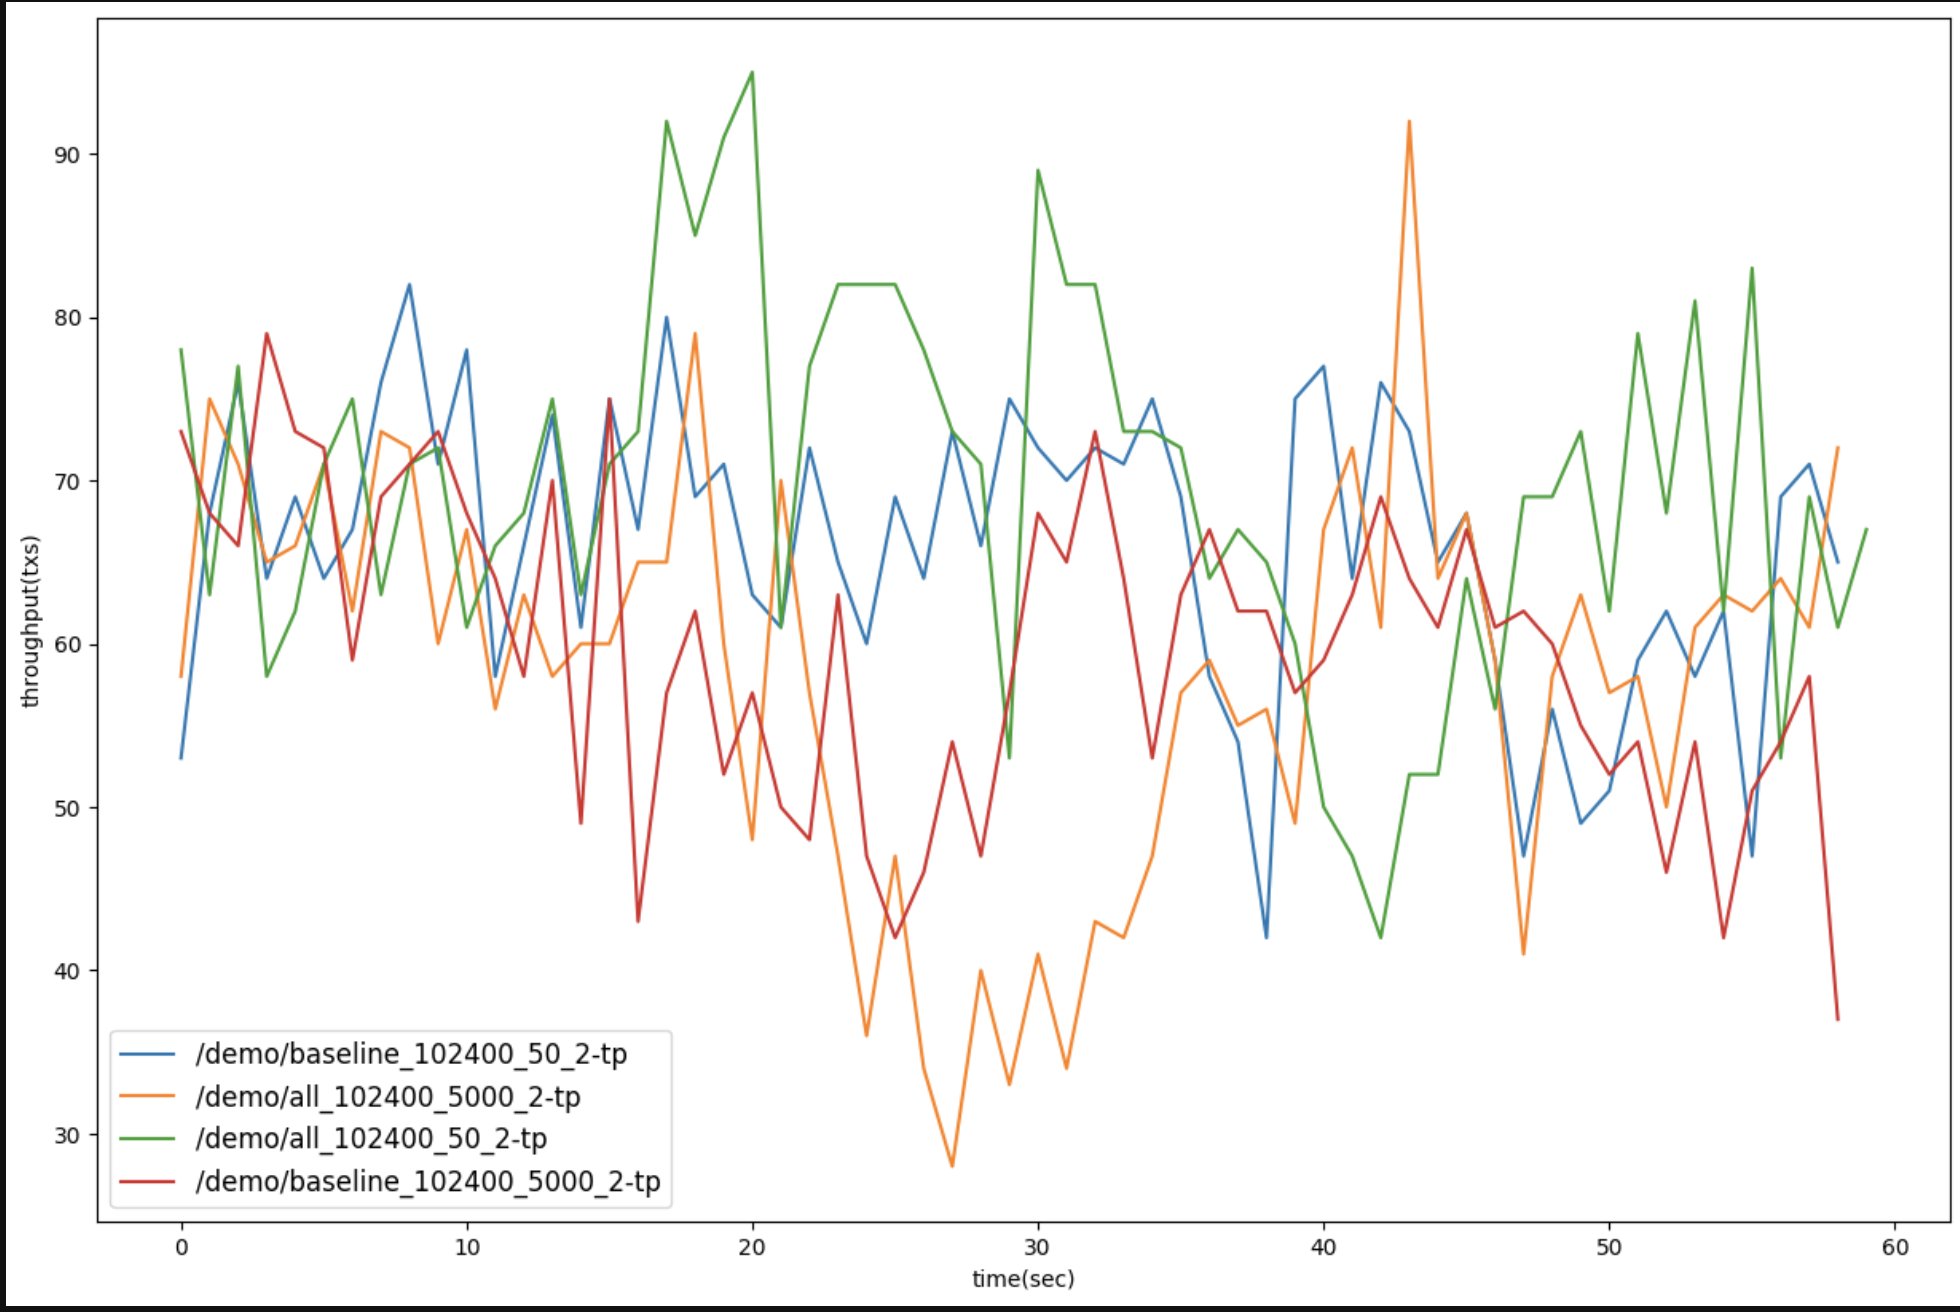 90
80
70
60
50
40
30
throughput(txs)
/demo/baseline_102400_50_2-tp
/demo/all_102400_5000_2-tp
/demo/all_102400_50_2-tp
/demo/baseline_102400_5000_2-tp
0 10 20 30 40 50 60
time(sec)